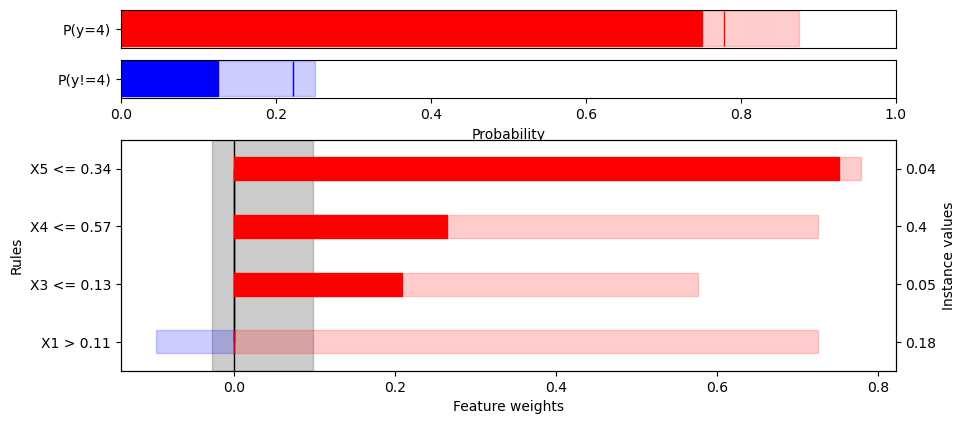 P(y=4)
P(y!=4)
0.0 0.2 0.4 0.6 0.8 1.0
Probability
X5 <= 0.34 0.04
X4 <= 0.57 0.4
X3 <= 0.13 0.05
X1 > 0.11 0.18
Rules
Instance values
0.0 0.2 0.4 0.6 0.8
Feature weights